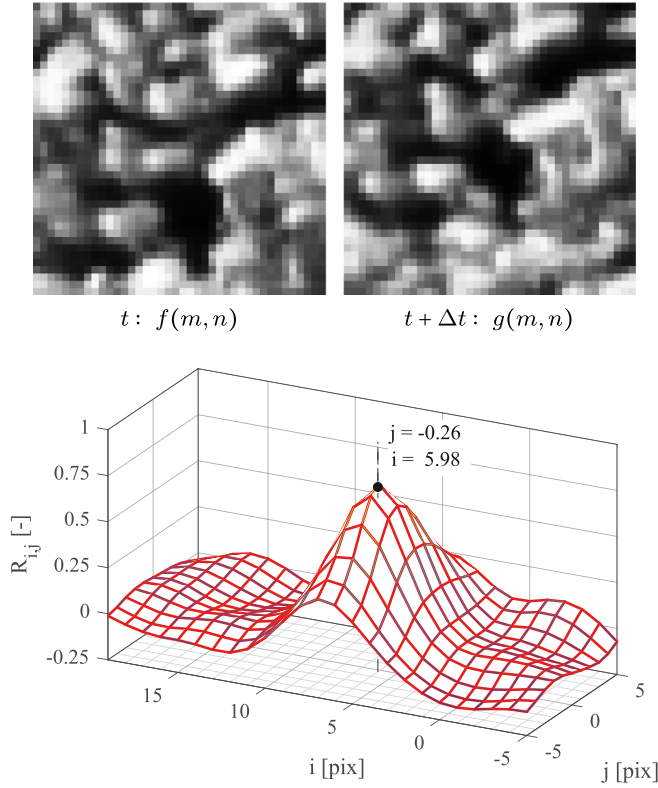 t : f(m, n)
t + Δt : g(m, n)
j = -0.26
i = 5.98
1
0.75
0.5
0.25
0
-0.25
R i,j [-]
15
10
5
0
-5
i [pix]
-5
0
5
j [pix]